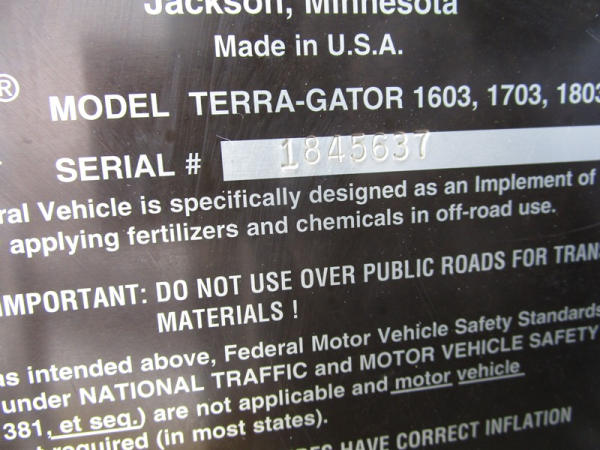 Jackson, Minnesota
Made in U.S.A.
® MODEL TERRA-GATOR 1603, 1703, 1803
SERIAL # 1845637
ral Vehicle is specifically designed as an Implement of
applying fertilizers and chemicals in off-road use.
IMPORTANT: DO NOT USE OVER PUBLIC ROADS FOR TRANS
MATERIALS !
as intended above, Federal Motor Vehicle Safety Standards
under NATIONAL TRAFFIC and MOTOR VEHICLE SAFETY
381, et seq.) are not applicable and motor vehicle
required (in most states).
HAVE CORRECT INFLATION